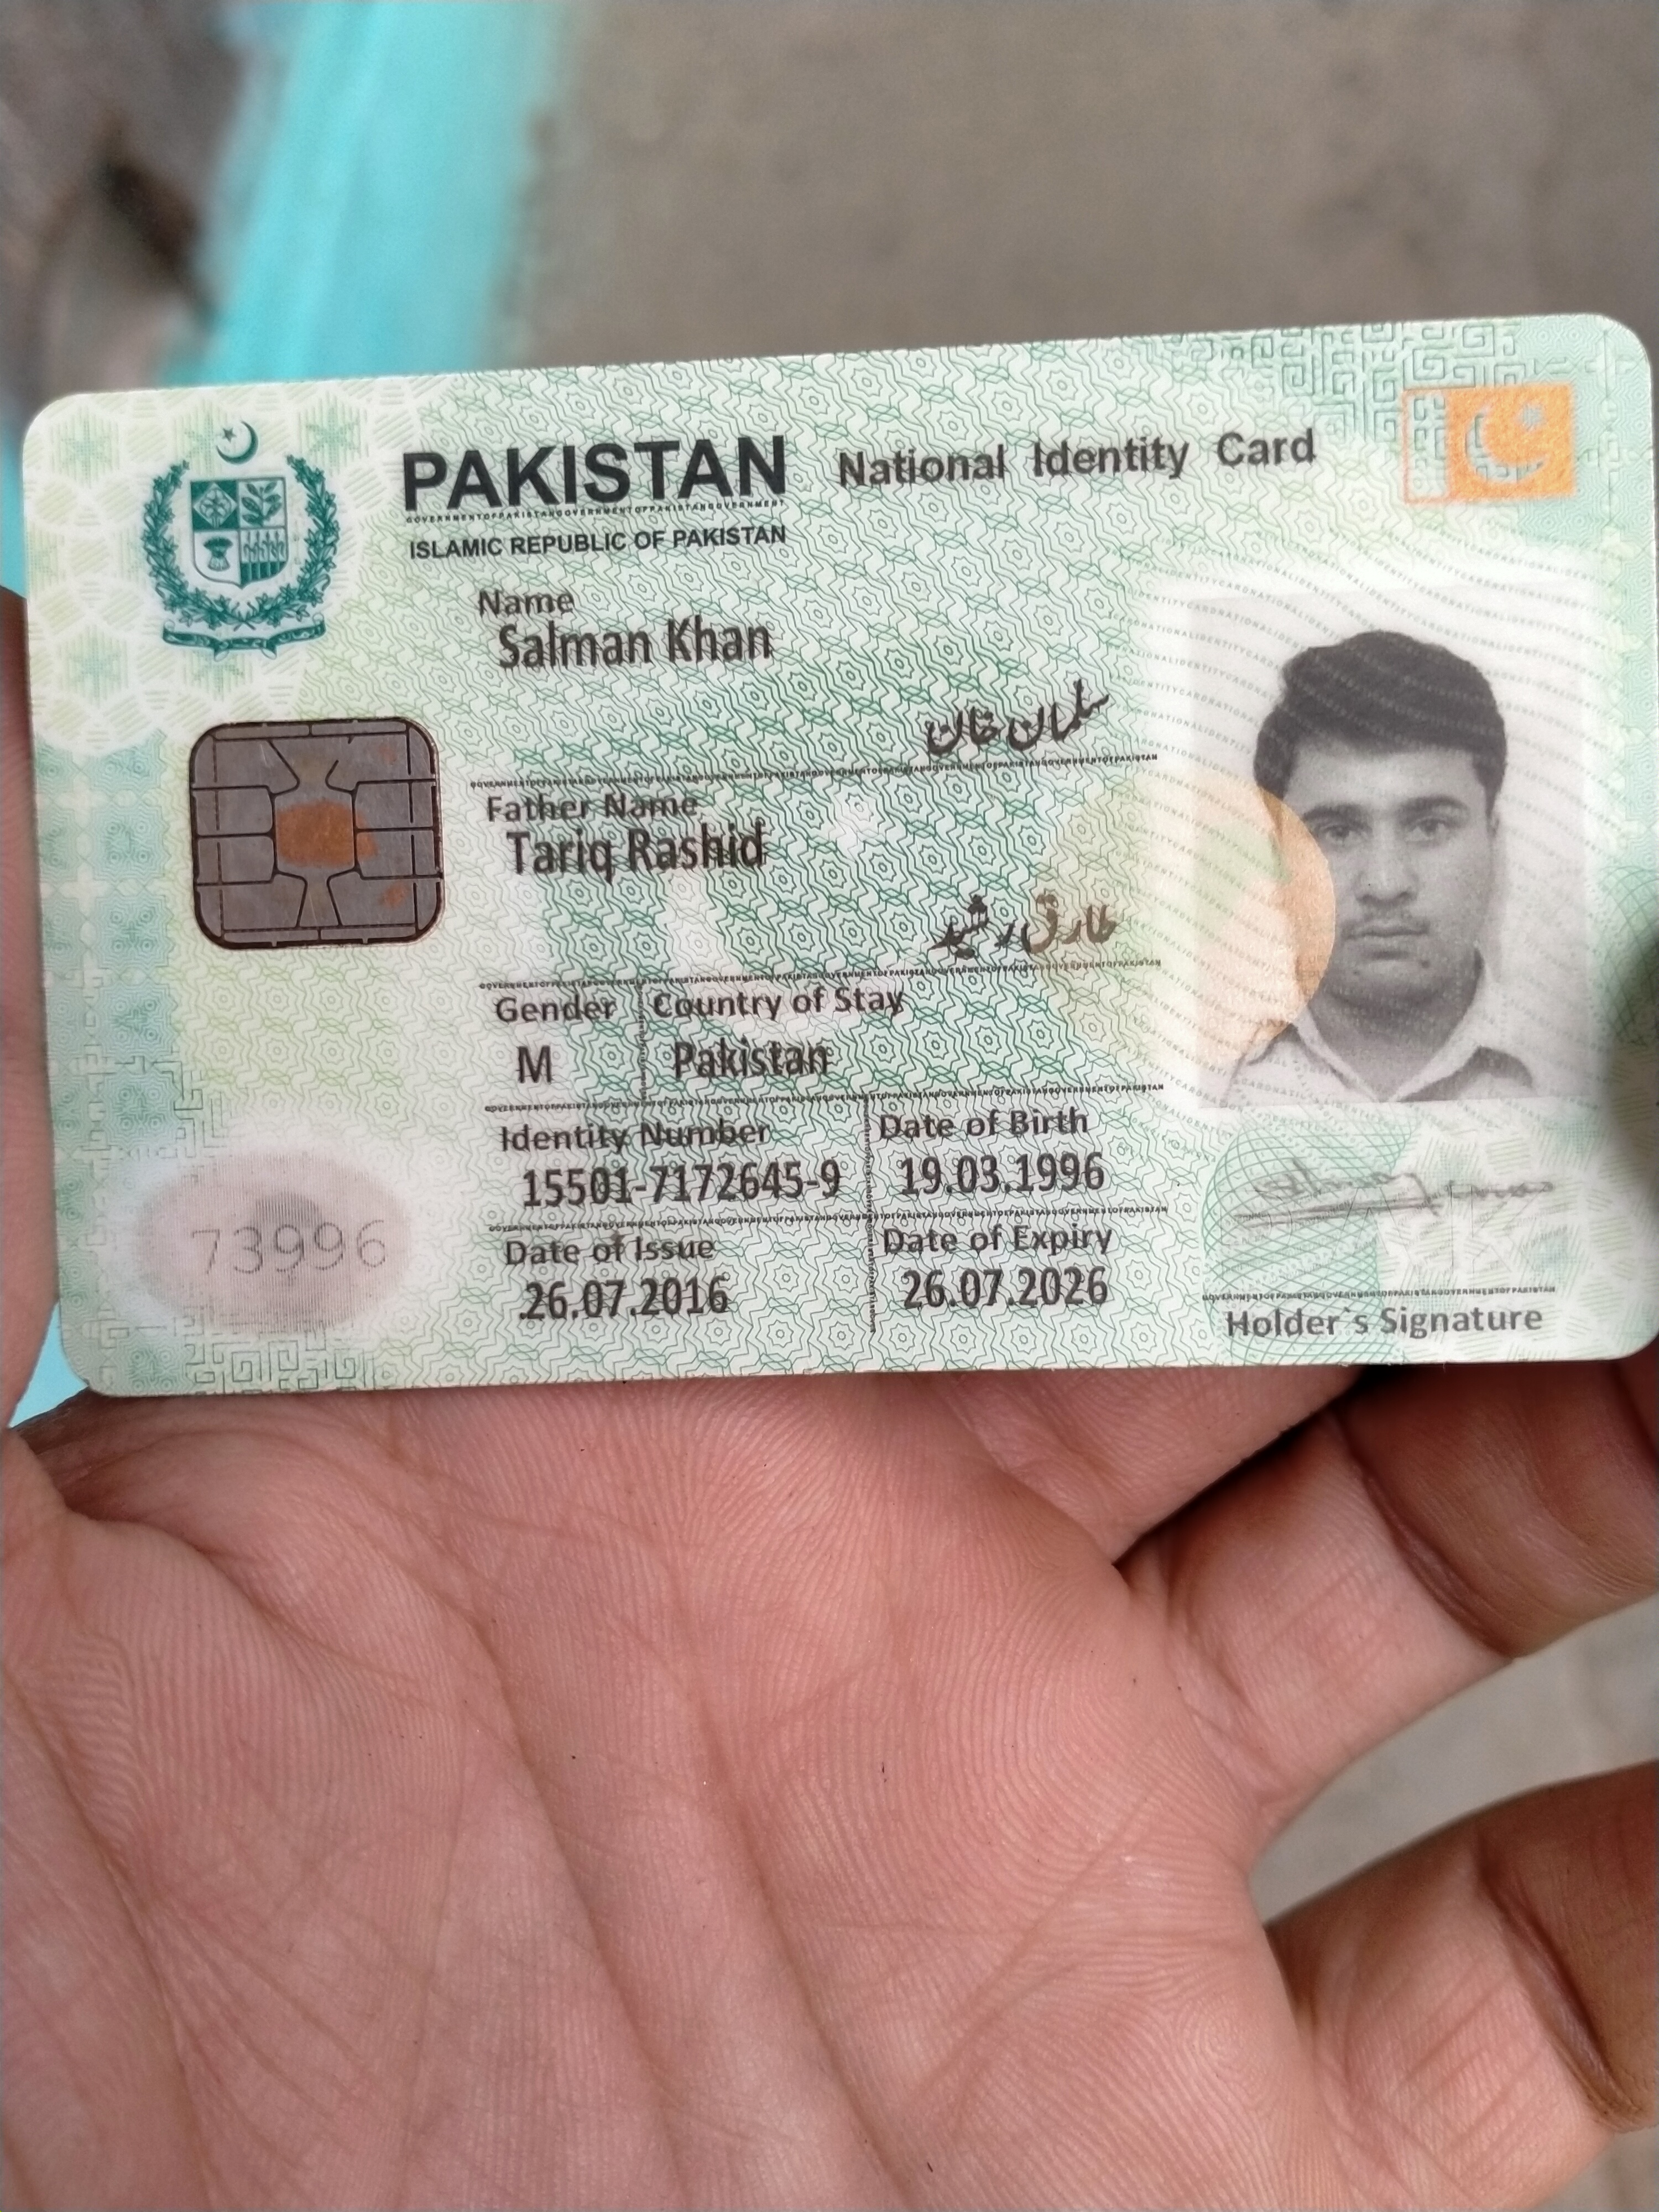 PAKISTAN National Identity Card
ISLAMIC REPUBLIC OF PAKISTAN
Name
Salman Khan
سلمان خان
Father Name
Tariq Rashid
طارق رشید
Gender Country of Stay
M Pakistan
Identity Number Date of Birth
15501-7172645-9 19.03.1996
Date of Issue Date of Expiry
26.07.2016 26.07.2026
73996
Holder`s Signature